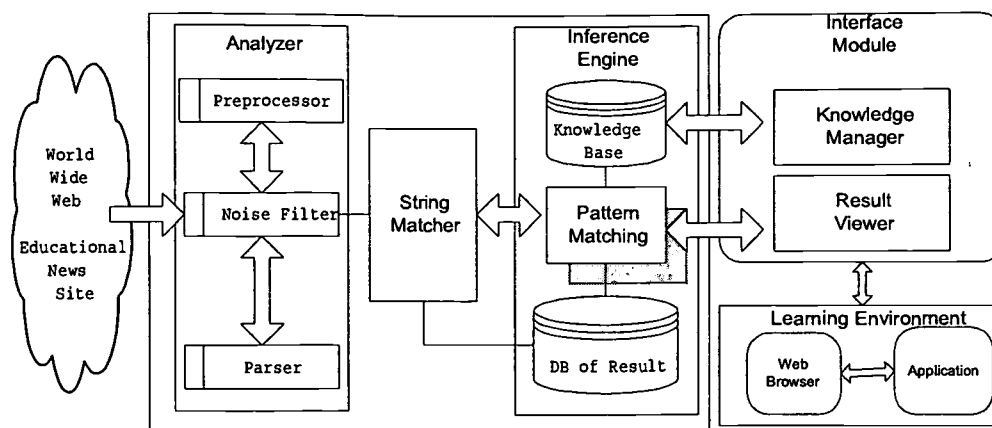 World
Wide
Web
Educational
News
Site
Analyzer
Preprocessor
Noise Filter
Parser
String
Matcher
Inference
Engine
Knowledge
Base
Pattern
Matching
DB of Result
Interface
Module
Knowledge
Manager
Result
Viewer
Learning Environment
Web
Browser
Application